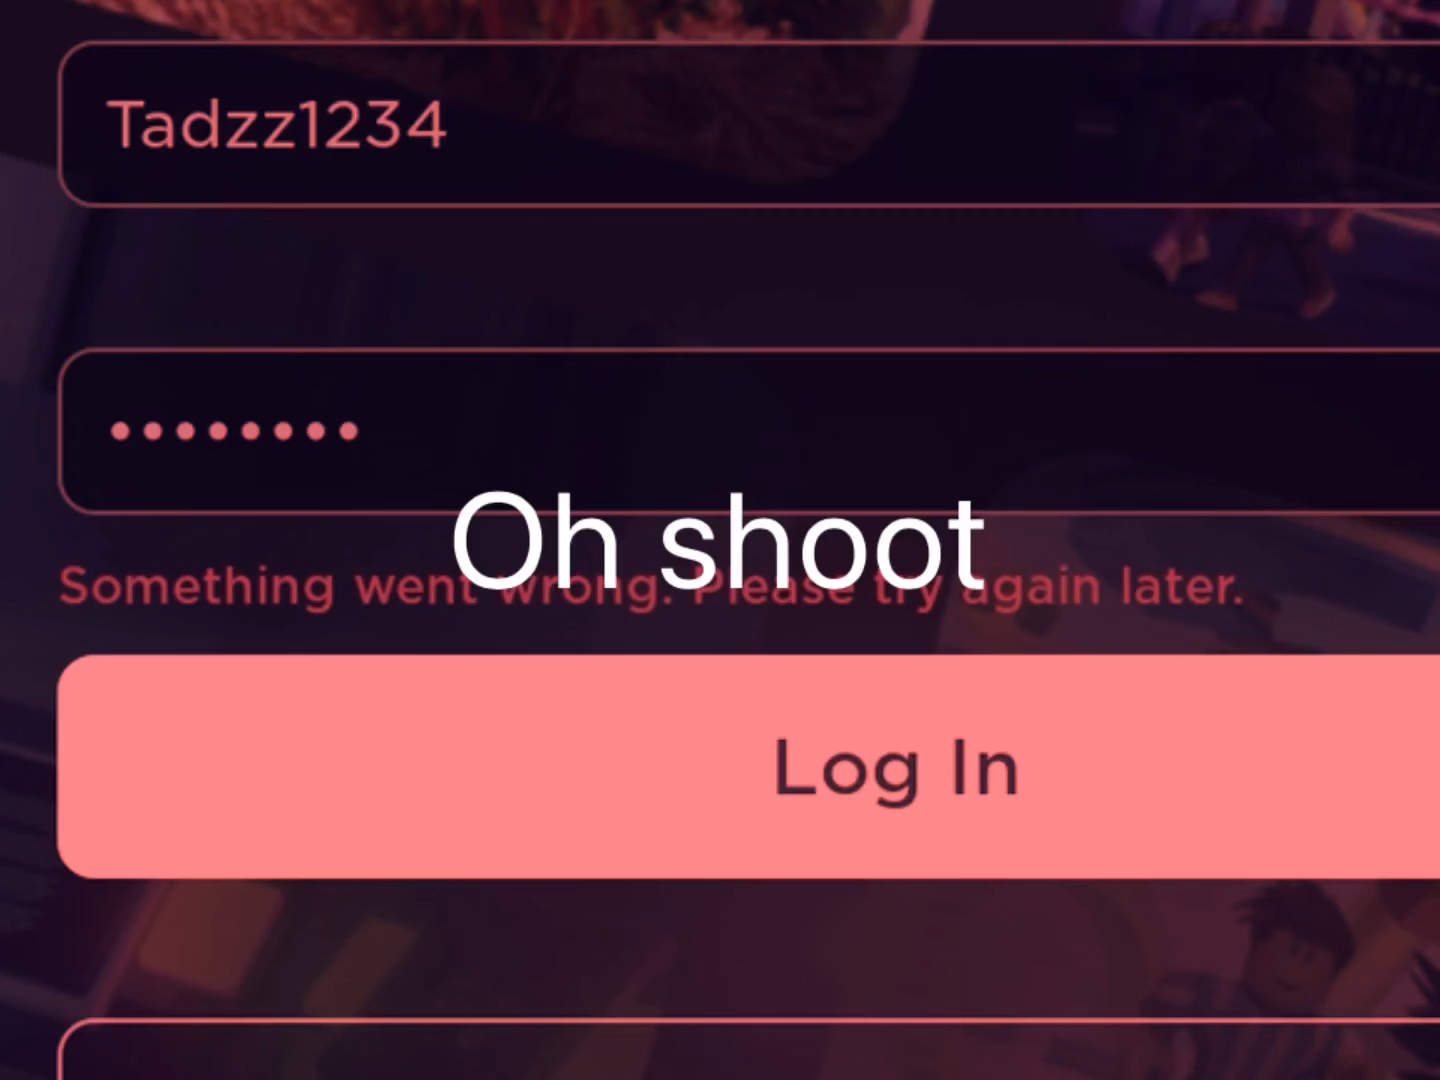 Tadzz1234
••••••••
Oh shoot
Something went wrong. Please try again later.
Log In